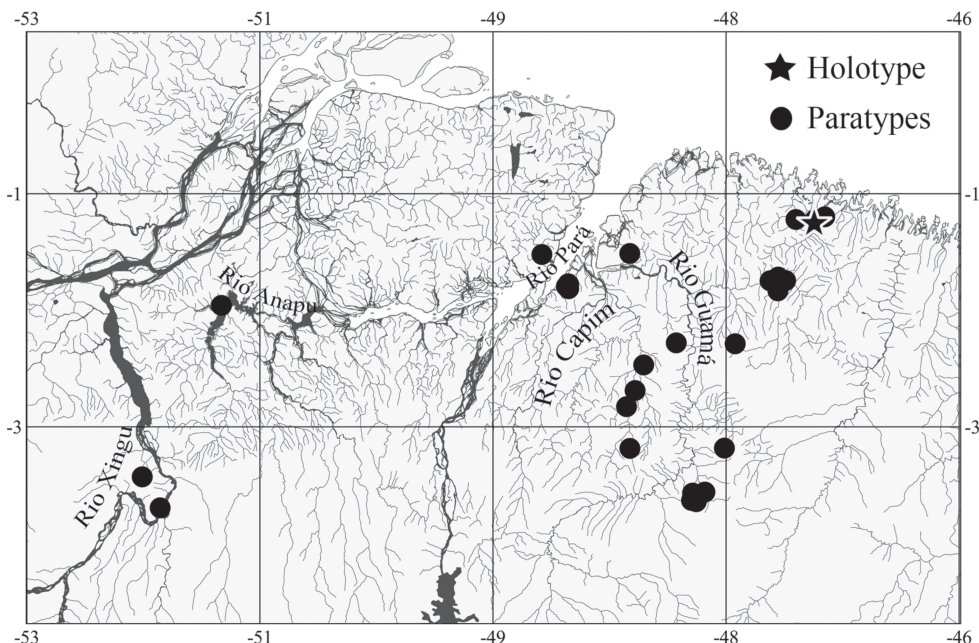 -53 -51 -49 -48 -46
Holotype
Paratypes
-1 -1
Rio Pará
Rio Guamá
Rio Anapu
Rio Capim
-3 -3
Rio Xingu
-53 -51 -49 -48 -46